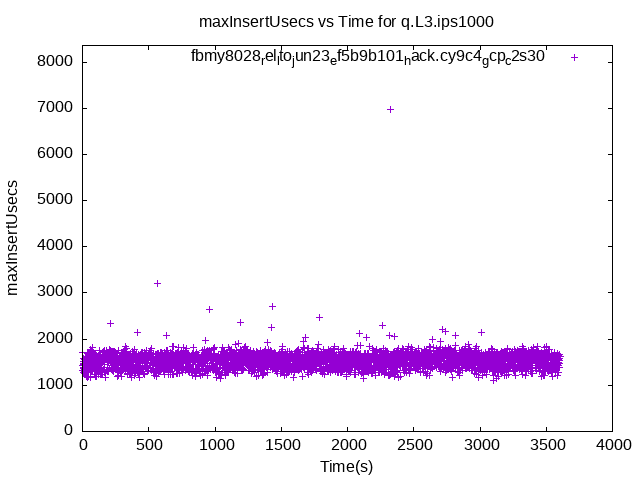 maxInsertUsecs vs Time for q.L3.ips1000
fbmy8028relltojun23ef5b9b101hack.cy9c4gcpc2s30
maxInsertUsecs
8000
7000
6000
5000
4000
3000
2000
1000
0
0 500 1000 1500 2000 2500 3000 3500 4000
Time(s)